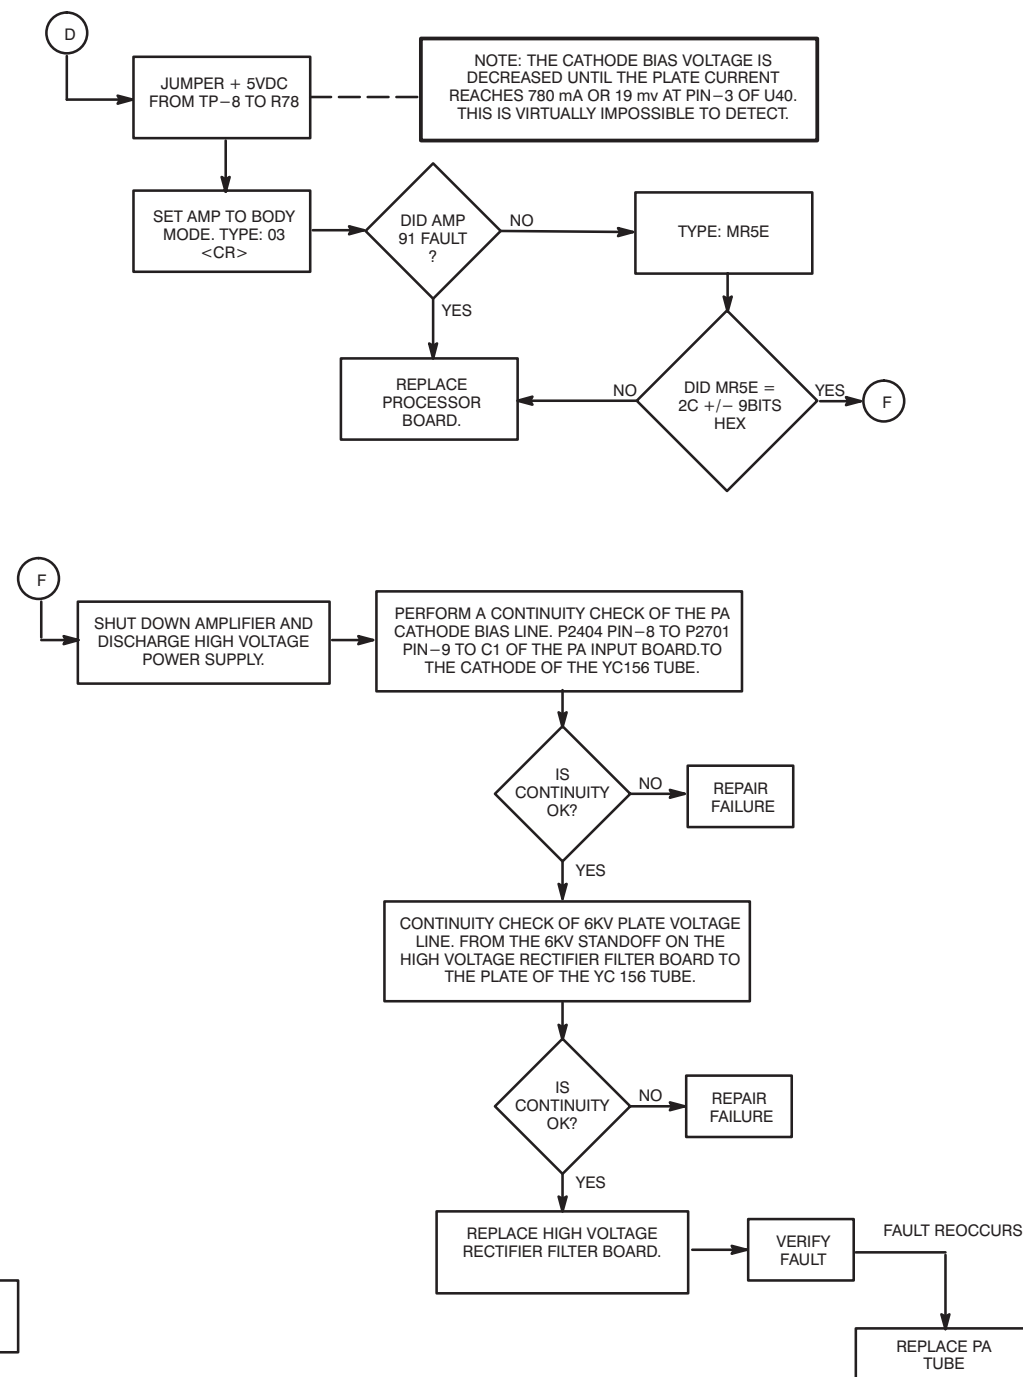 D
JUMPER + 5VDC
FROM TP-8 TO R78
NOTE: THE CATHODE BIAS VOLTAGE IS
DECREASED UNTIL THE PLATE CURRENT
REACHES 780 mA OR 19 mv AT PIN-3 OF U40.
THIS IS VIRTUALLY IMPOSSIBLE TO DETECT.
SET AMP TO BODY
MODE. TYPE: 03
<CR>
DID AMP
91 FAULT
?
NO
TYPE: MR5E
YES
REPLACE
PROCESSOR
BOARD.
NO
DID MR5E =
2C +/- 9BITS
HEX
YES
F
F
SHUT DOWN AMPLIFIER AND
DISCHARGE HIGH VOLTAGE
POWER SUPPLY.
PERFORM A CONTINUITY CHECK OF THE PA
CATHODE BIAS LINE. P2404 PIN-8 TO P2701
PIN-9 TO C1 OF THE PA INPUT BOARD.TO
THE CATHODE OF THE YC156 TUBE.
IS
CONTINUITY
OK?
NO
REPAIR
FAILURE
YES
CONTINUITY CHECK OF 6KV PLATE VOLTAGE
LINE. FROM THE 6KV STANDOFF ON THE
HIGH VOLTAGE RECTIFIER FILTER BOARD TO
THE PLATE OF THE YC 156 TUBE.
IS
CONTINUITY
OK?
NO
REPAIR
FAILURE
YES
REPLACE HIGH VOLTAGE
RECTIFIER FILTER BOARD.
VERIFY
FAULT
FAULT REOCCURS
REPLACE PA
TUBE